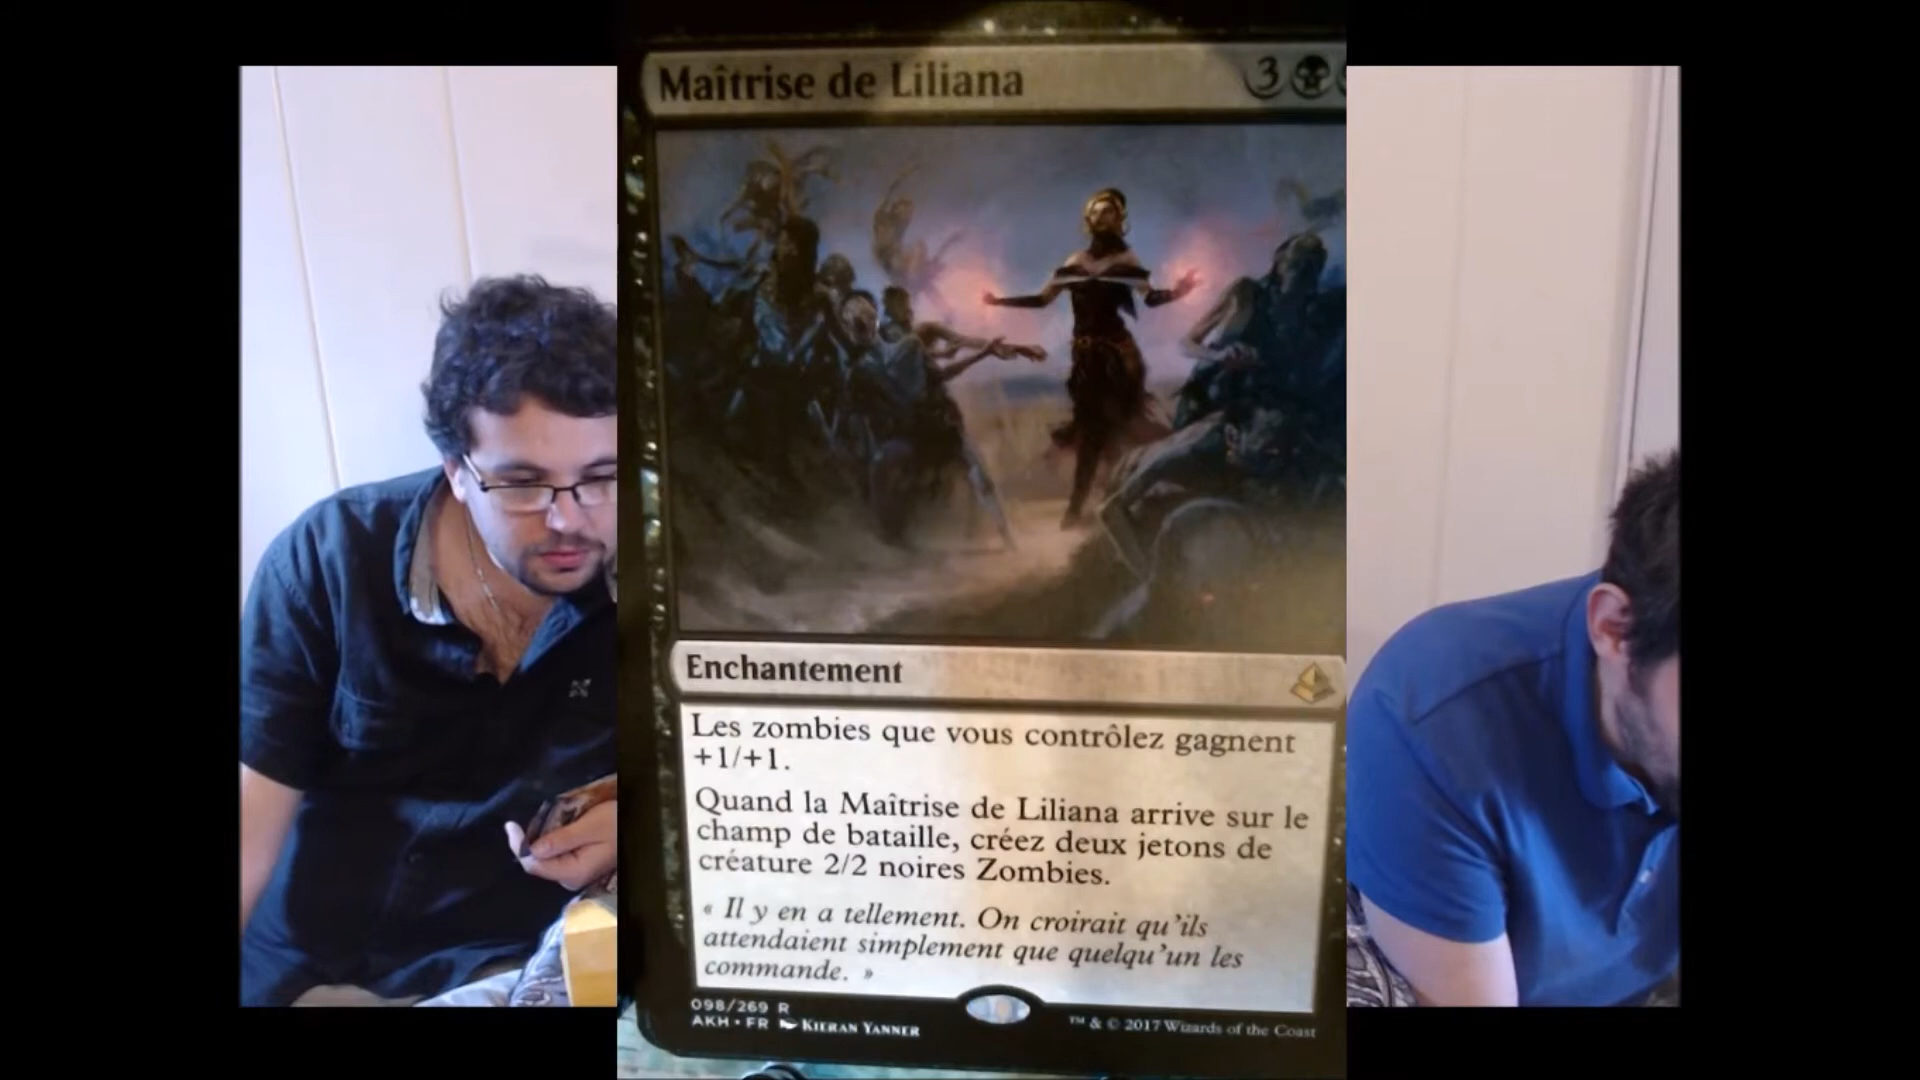 Maîtrise de Liliana 3
Enchantement
Les zombies que vous contrôlez gagnent
+1/+1.
Quand la Maîtrise de Liliana arrive sur le
champ de bataille, créez deux jetons de
créature 2/2 noires Zombies.
« Il y en a tellement. On croirait qu'ils
attendaient simplement que quelqu'un les
commande. »
098/269 R
AKH • FR Kieran Yanner
™ & © 2017 Wizards of the Coast